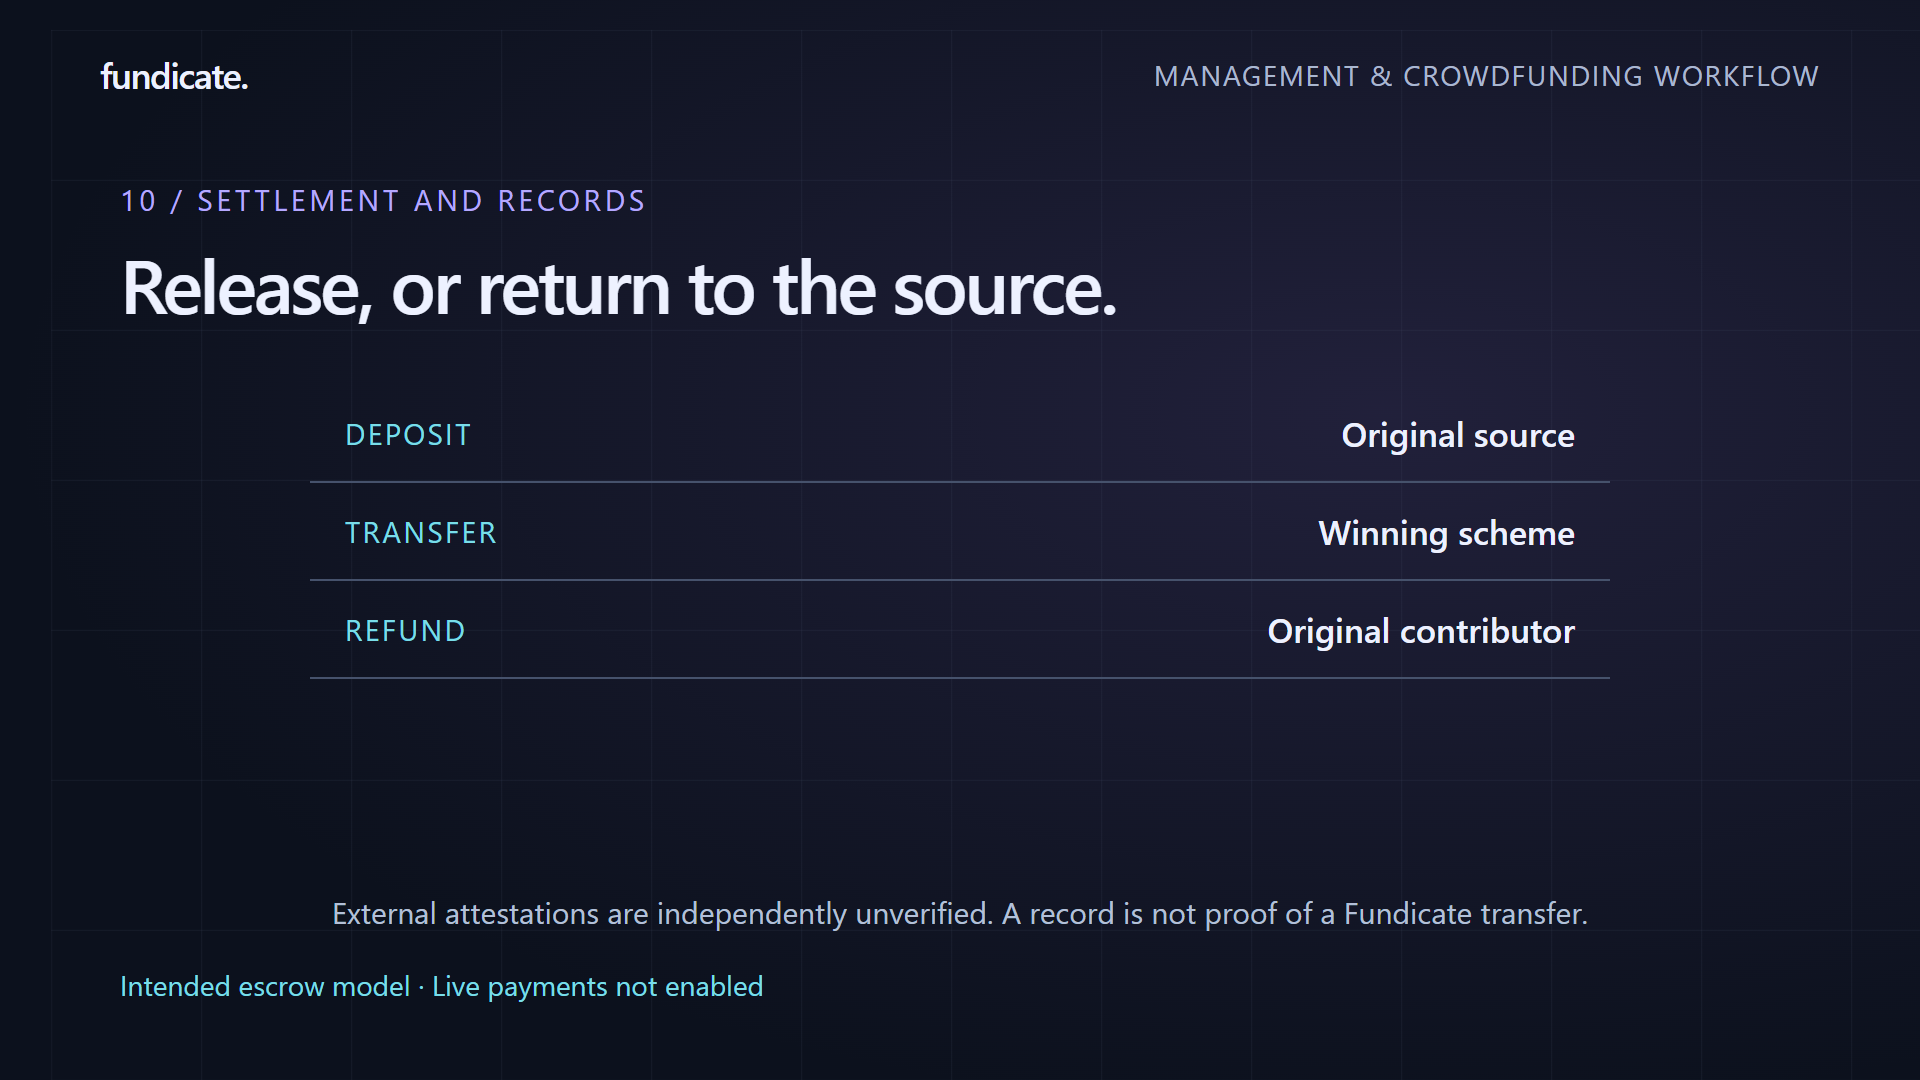 fundicate.
MANAGEMENT & CROWDFUNDING WORKFLOW
10 / SETTLEMENT AND RECORDS
Release, or return to the source.
DEPOSIT
Original source
TRANSFER
Winning scheme
REFUND
Original contributor
External attestations are independently unverified. A record is not proof of a Fundicate transfer.
Intended escrow model · Live payments not enabled